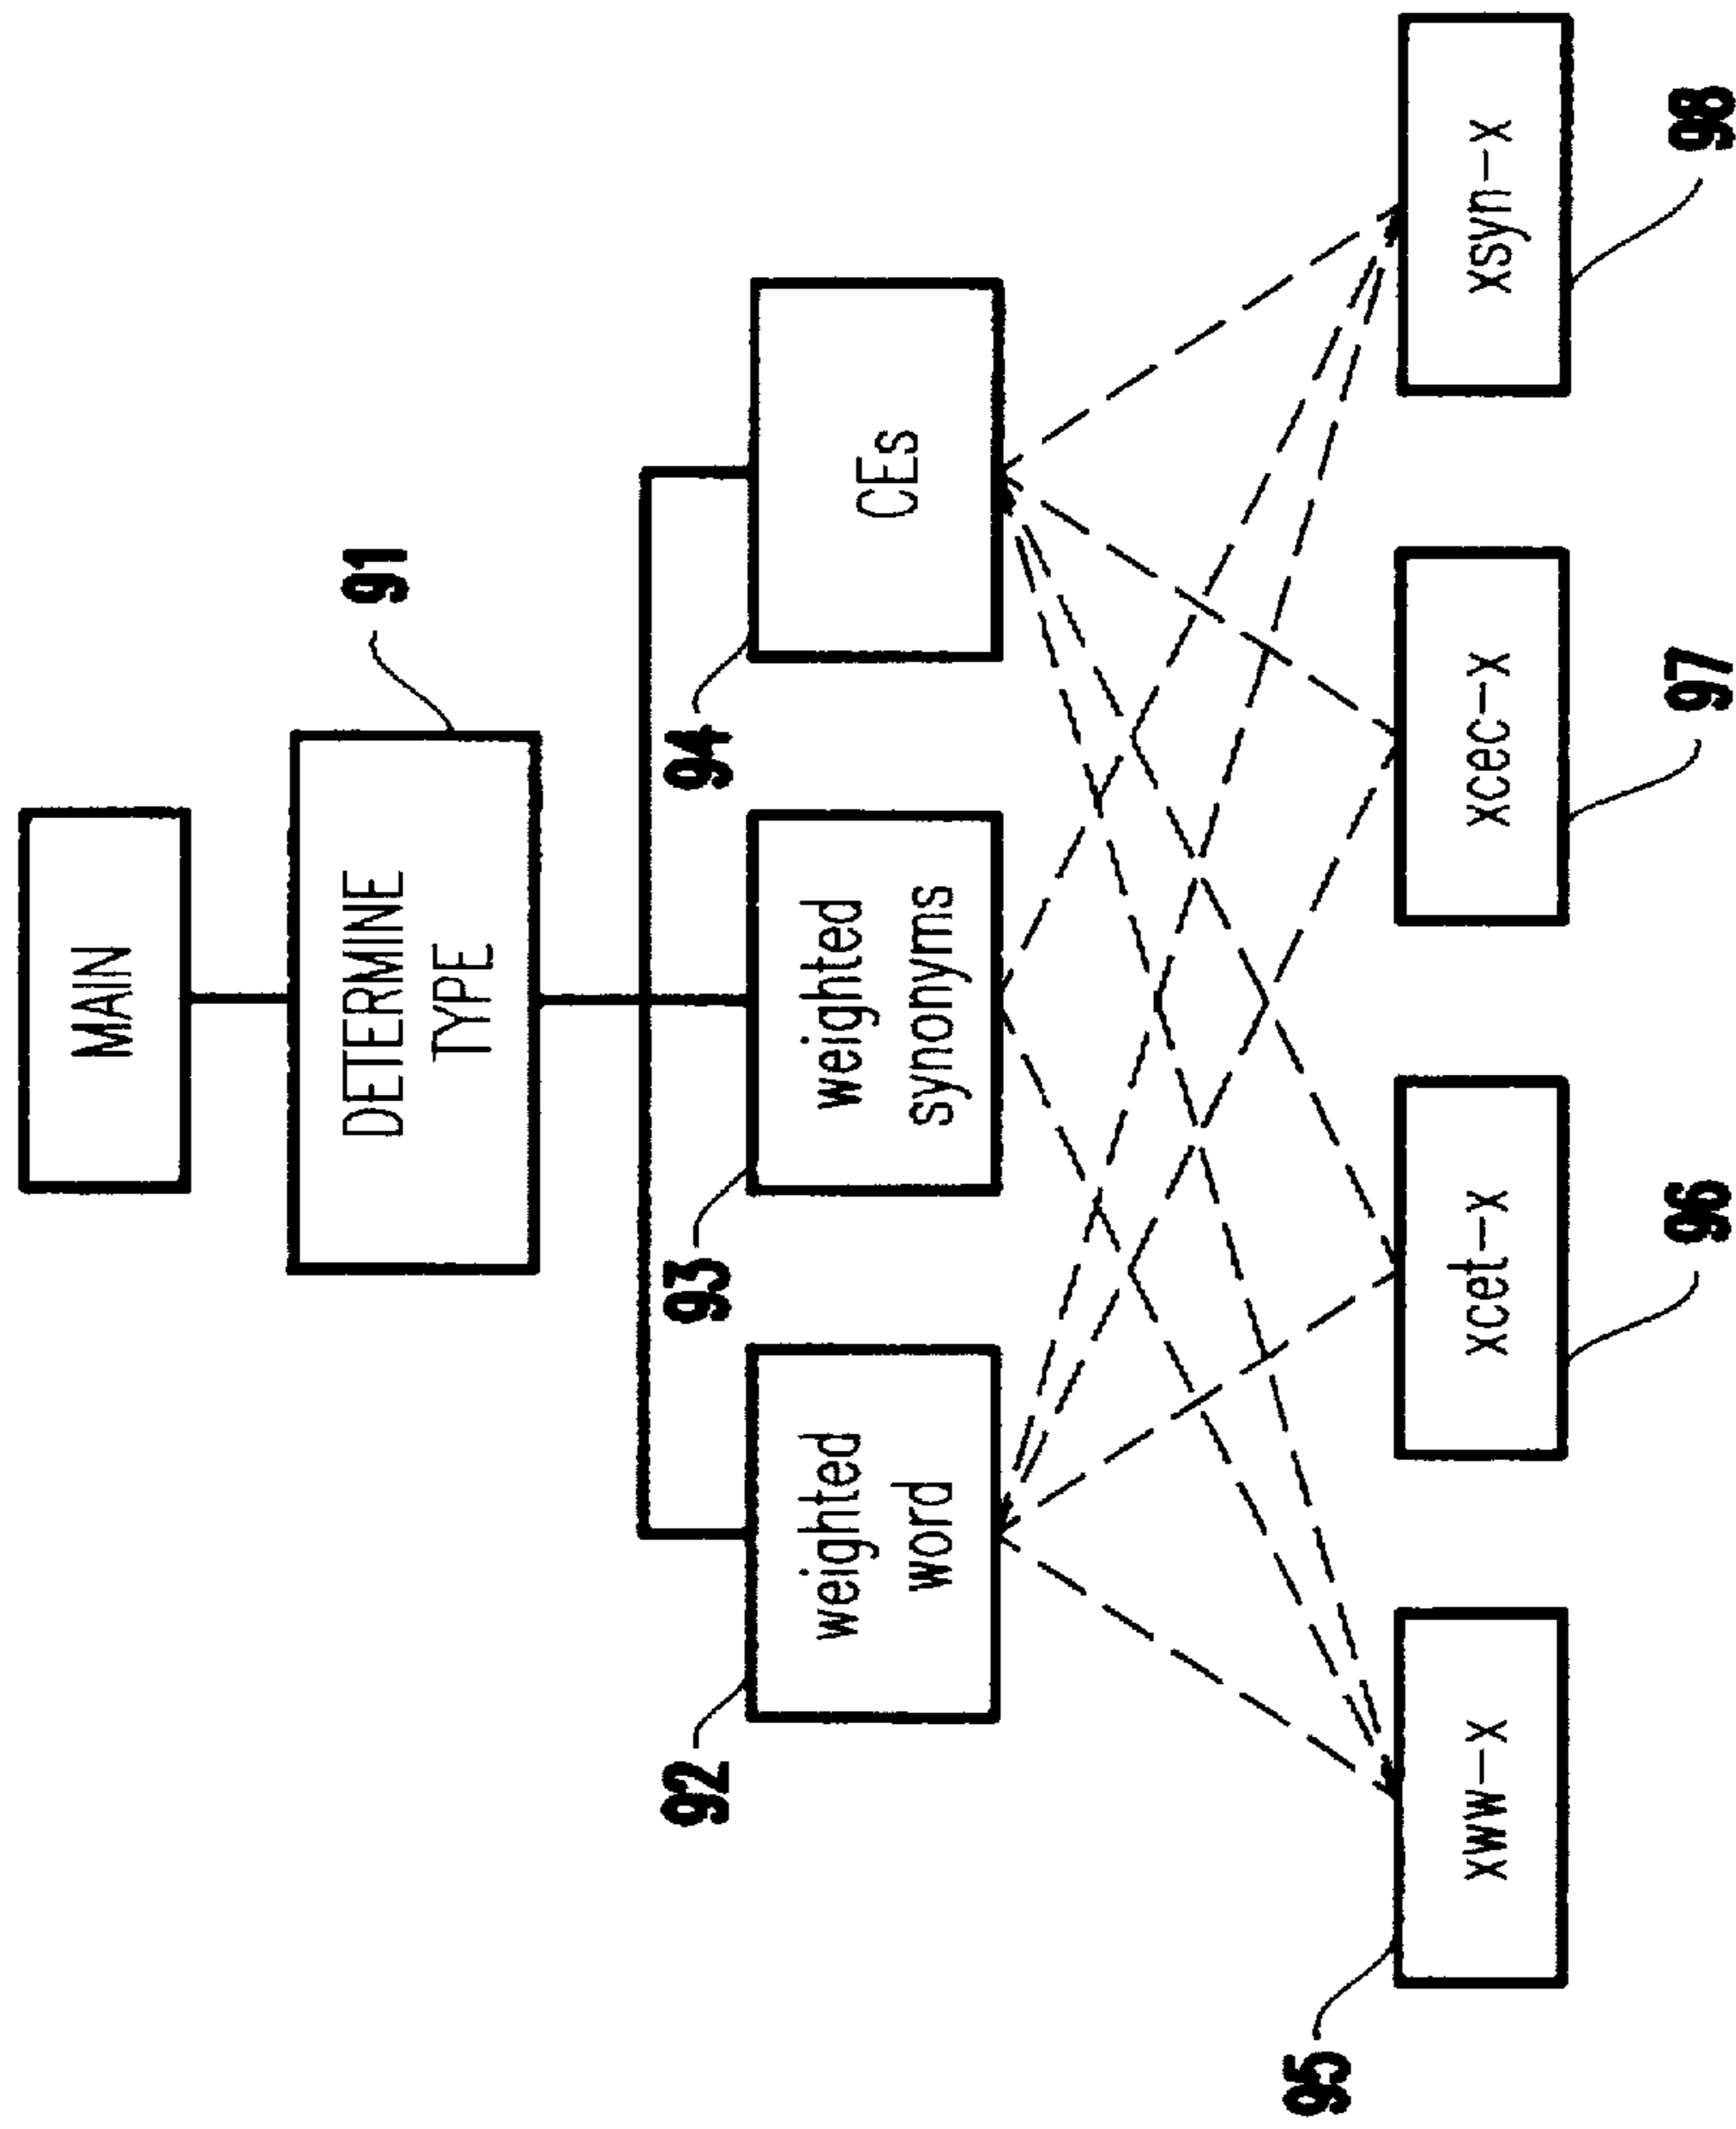 MAIN
DETERMINE
TYPE
91
weighted
word
92
weighted
synonyms
93
CEs
94
xww-x
95
xcet-x
96
xcec-x
97
xsyn-x
98